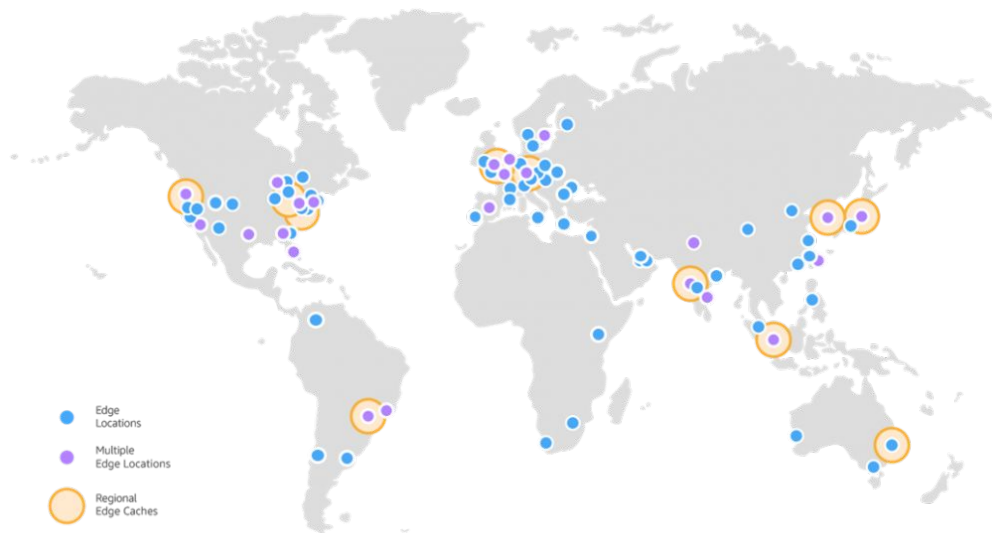 Edge
Locations
Multiple
Edge Locations
Regional
Edge Caches